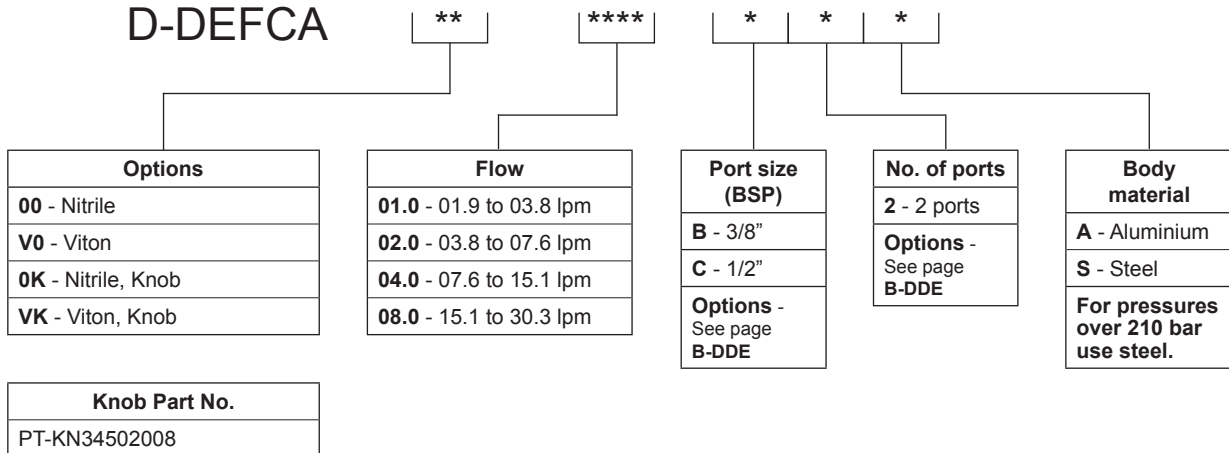 D-DEFCA ** **** * * *
Options
00 - Nitrile
V0 - Viton
0K - Nitrile, Knob
VK - Viton, Knob
Flow
01.0 - 01.9 to 03.8 lpm
02.0 - 03.8 to 07.6 lpm
04.0 - 07.6 to 15.1 lpm
08.0 - 15.1 to 30.3 lpm
Port size
(BSP)
B - 3/8”
C - 1/2”
Options -
See page
B-DDE
No. of ports
2 - 2 ports
Options -
See page
B-DDE
Body
material
A - Aluminium
S - Steel
For pressures
over 210 bar
use steel.
Knob Part No.
PT-KN34502008